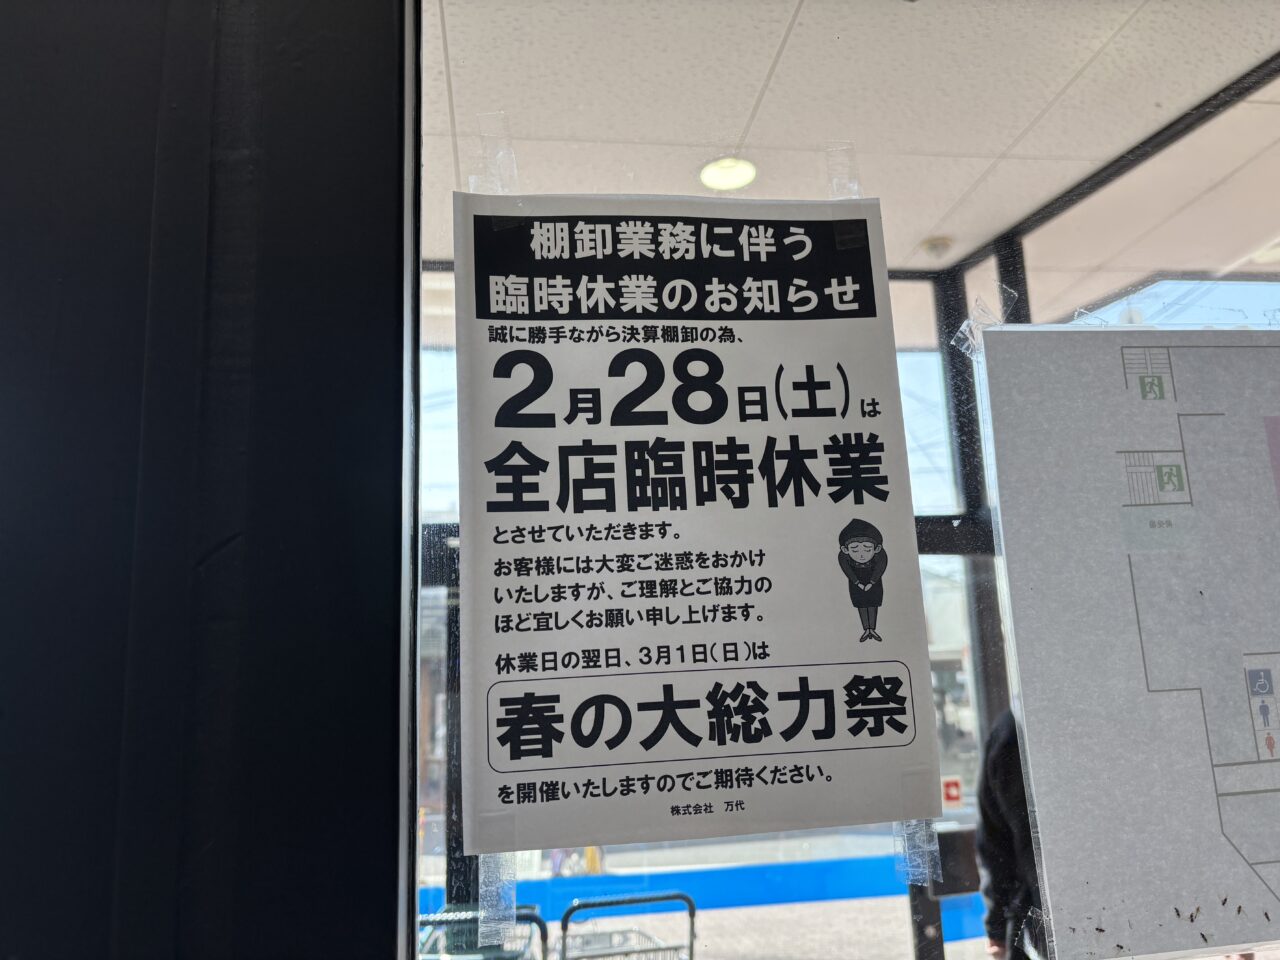 棚卸業務に伴う
臨時休業のお知らせ
誠に勝手ながら決算棚卸の為、
2月28日(土)は
全店臨時休業
とさせていただきます。
お客様には大変ご迷惑をおかけ
いたしますが、ご理解とご協力の
ほど宜しくお願い申し上げます。
休業日の翌日、3月1日(日)は
春の大総力祭
を開催いたしますのでご期待ください。
株式会社 万代